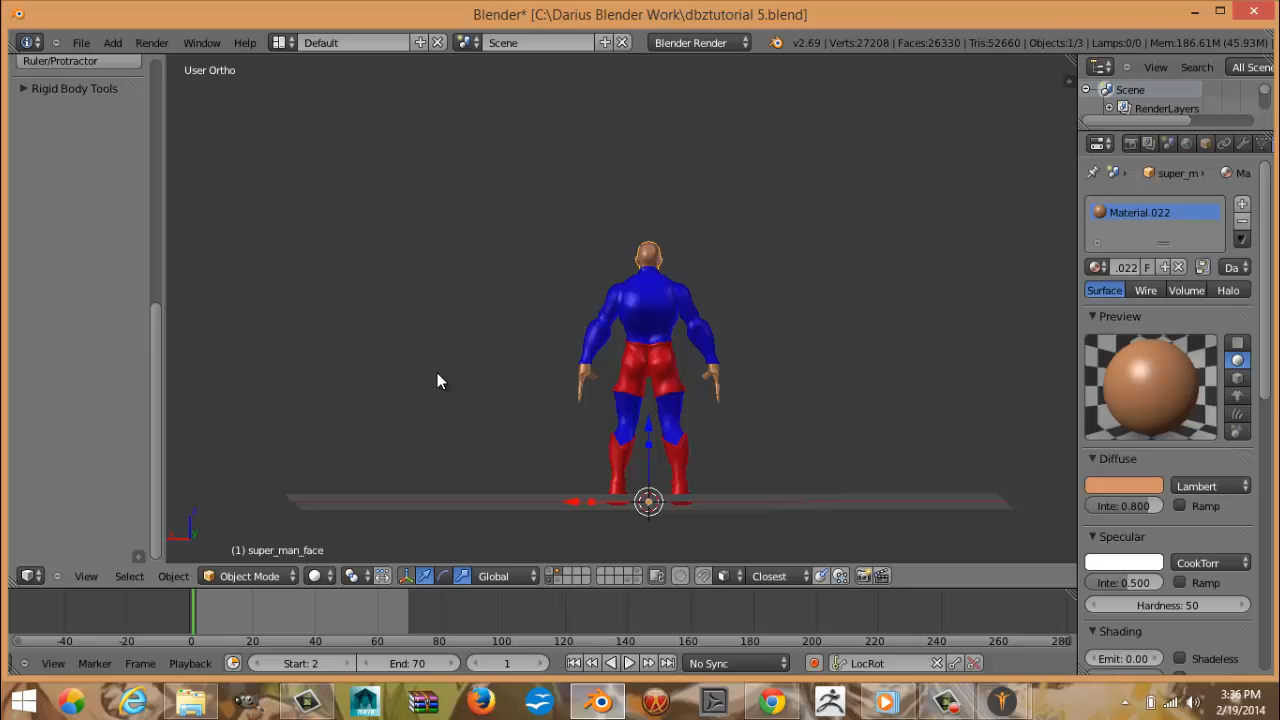 Blender* [C:\Darius Blender Work\dbztutorial 5.blend]
File Add Render Window Help Default Scene Blender Render v2.69 | Verts:27208 | Faces:26330 | Tris:52660 | Objects:1/3 | Lamps:0/0 | Mem:186.61M (45.93M)
Ruler/Protractor
Rigid Body Tools
User Ortho
View Search All Scene
Scene
RenderLayers
super_m Ma
Material.022
.022 F Da
Surface Wire Volume Halo
Preview
Diffuse
Lambert
Inte: 0.800 Ramp
Specular
CookTorr
Inte: 0.500 Ramp
Hardness: 50
Shading
Emit: 0.00 Shadeless
z
x y
(1) super_man_face
View Select Object Object Mode Global Closest
-40 -20 0 20 40 60 80 100 120 140 160 180 200 220 240 260 280
View Marker Frame Playback Start: 2 End: 70 1 No Sync LocRot
maya
3:36 PM
2/19/2014